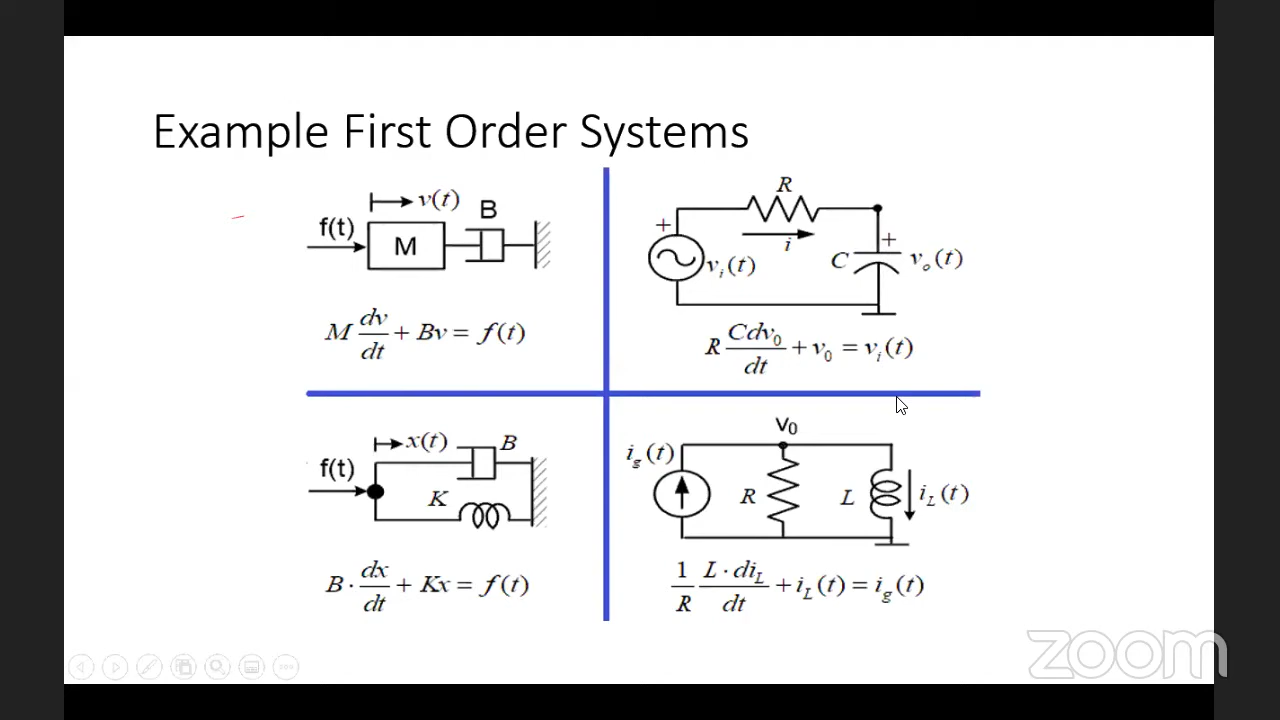 Example First Order Systems
v(t)
B
f(t)
M
M dv/dt + Bv = f(t)
R
+
i
v_i(t)
C
+
v_o(t)
R Cdv_0/dt + v_0 = v_i(t)
x(t)
B
f(t)
K
B · dx/dt + Kx = f(t)
V_0
i_g(t)
R
L
i_L(t)
1/R L · di_L/dt + i_L(t) = i_g(t)
zoom